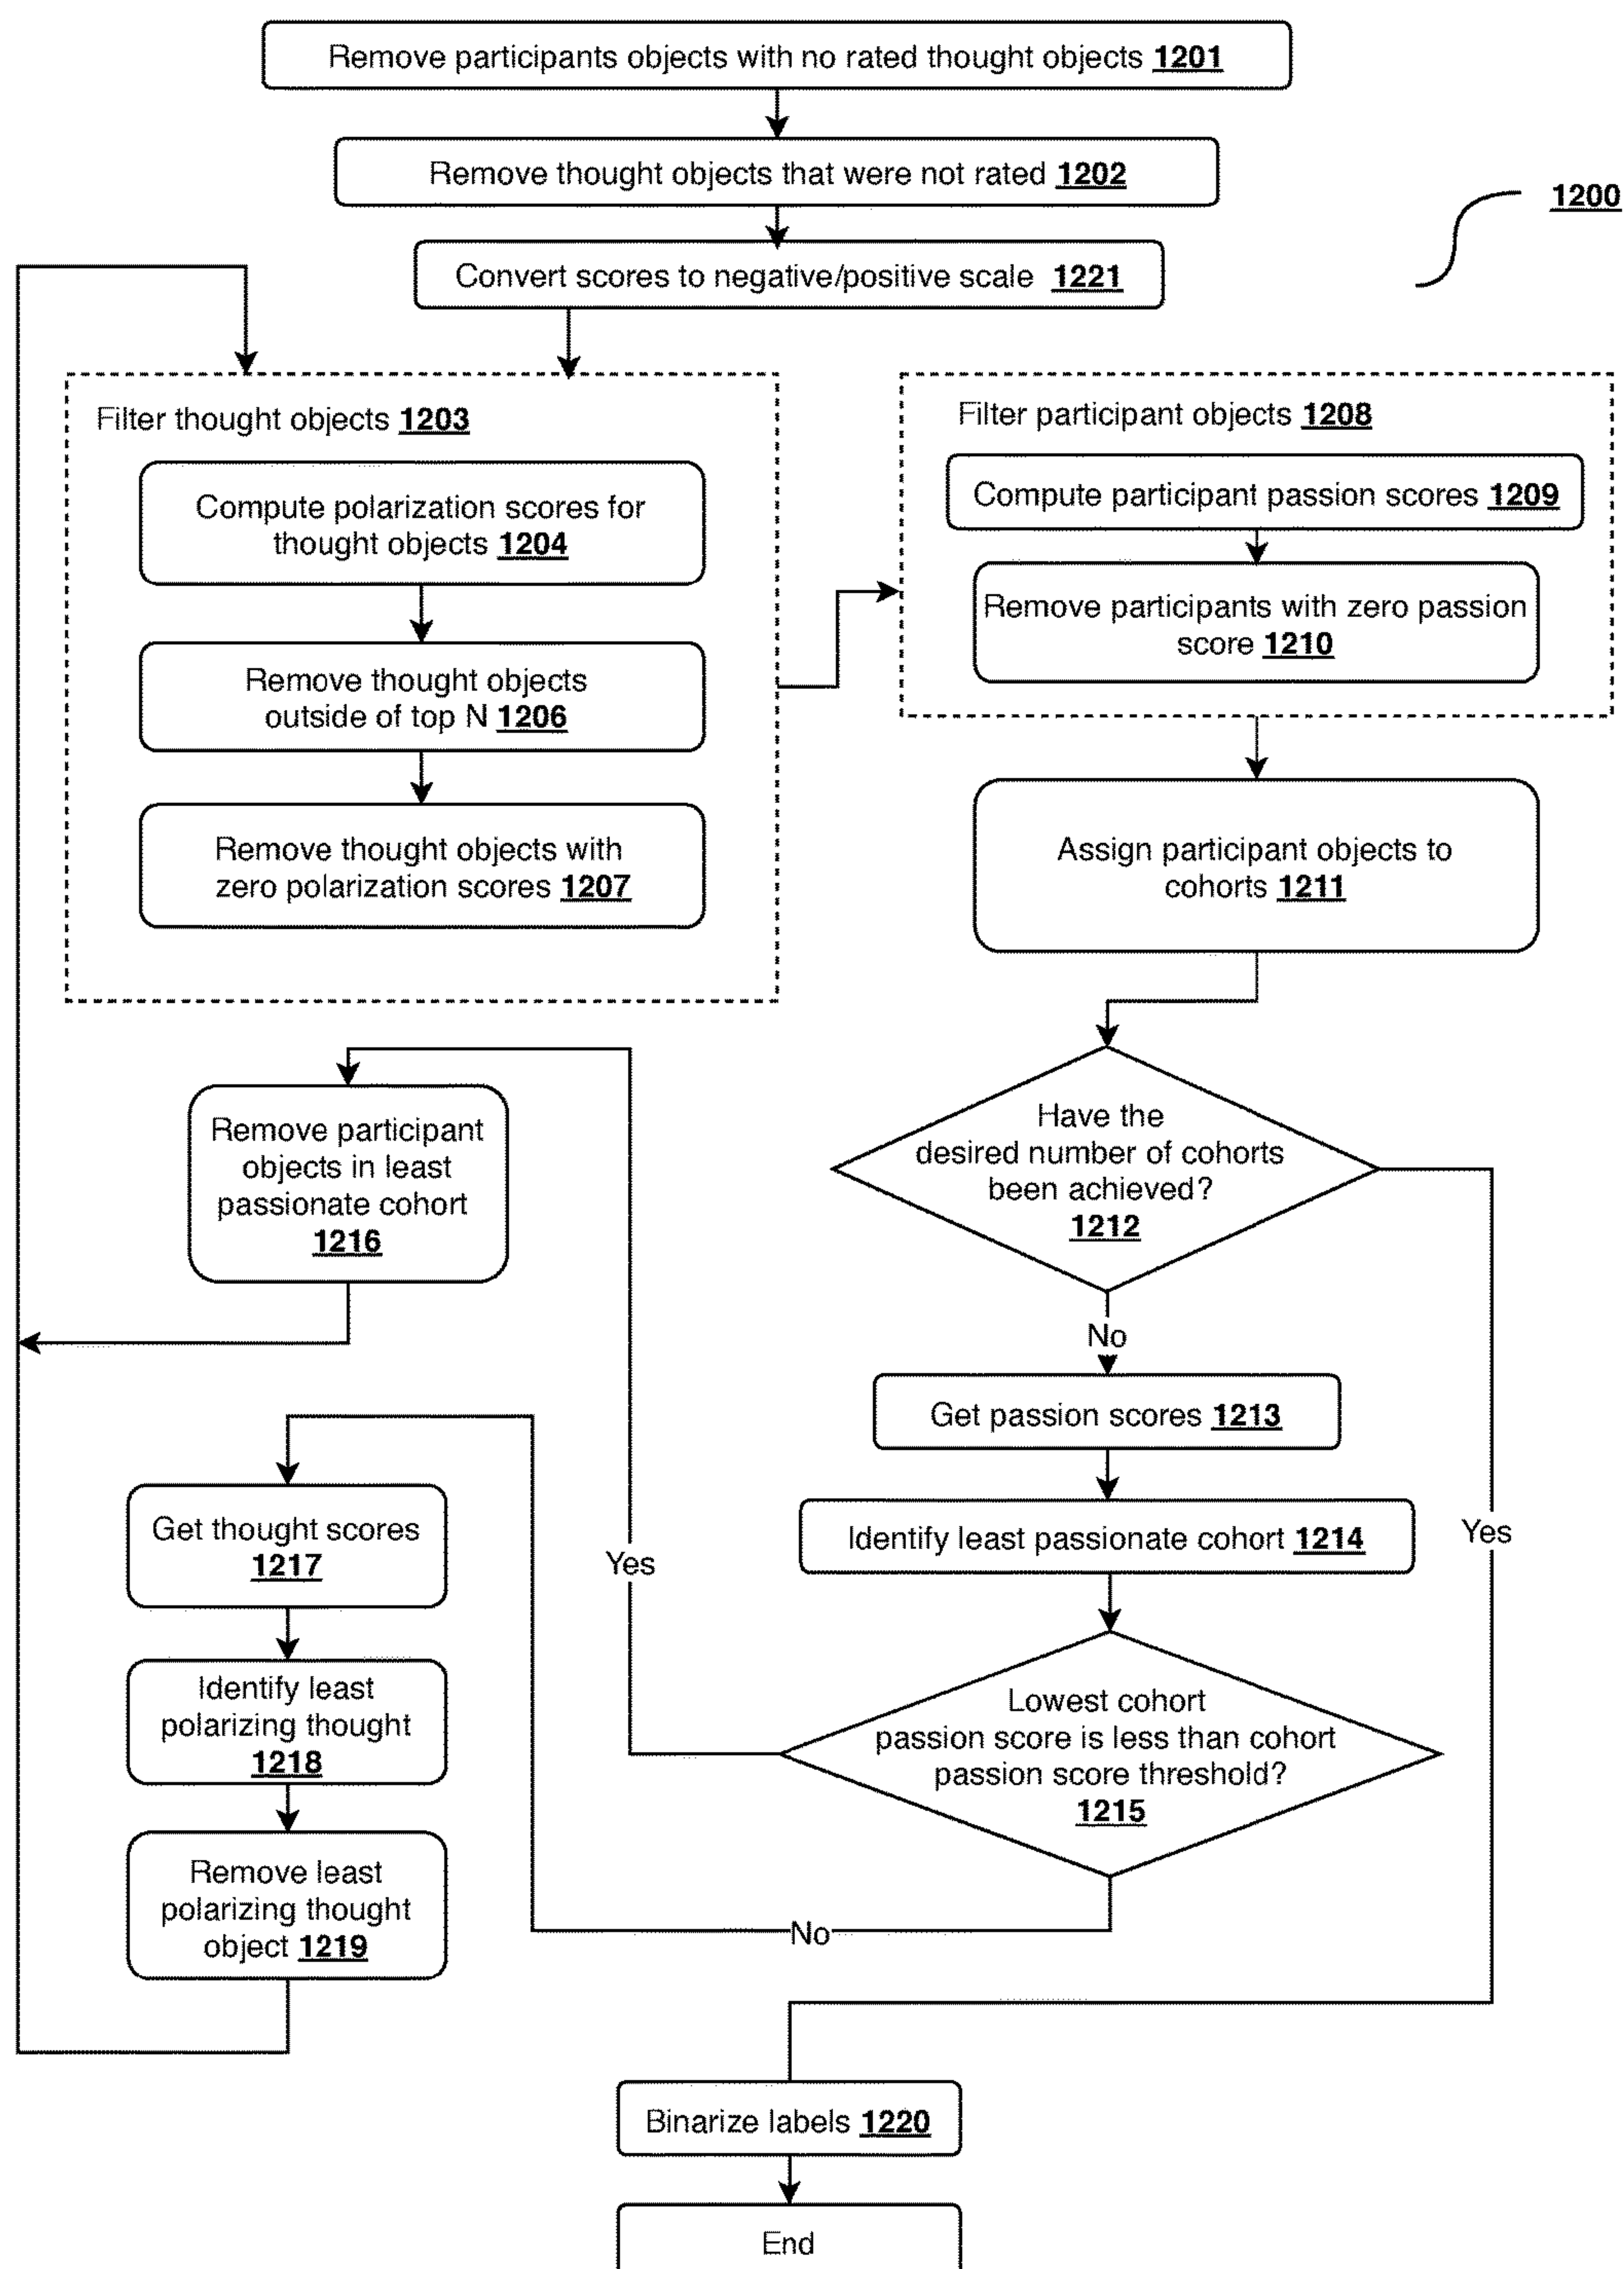 Remove participants objects with no rated thought objects 1201
Remove thought objects that were not rated 1202
1200
Convert scores to negative/positive scale 1221
Filter thought objects 1203
Compute polarization scores for
thought objects 1204
Remove thought objects
outside of top N 1206
Remove thought objects with
zero polarization scores 1207
Filter participant objects 1208
Compute participant passion scores 1209
Remove participants with zero passion
score 1210
Assign participant objects to
cohorts 1211
Have the
desired number of cohorts
been achieved?
1212
No
Yes
Get passion scores 1213
Identify least passionate cohort 1214
Lowest cohort
passion score is less than cohort
passion score threshold?
1215
Yes
No
Remove participant
objects in least
passionate cohort
1216
Get thought scores
1217
Identify least
polarizing thought
1218
Remove least
polarizing thought
object 1219
Binarize labels 1220
End